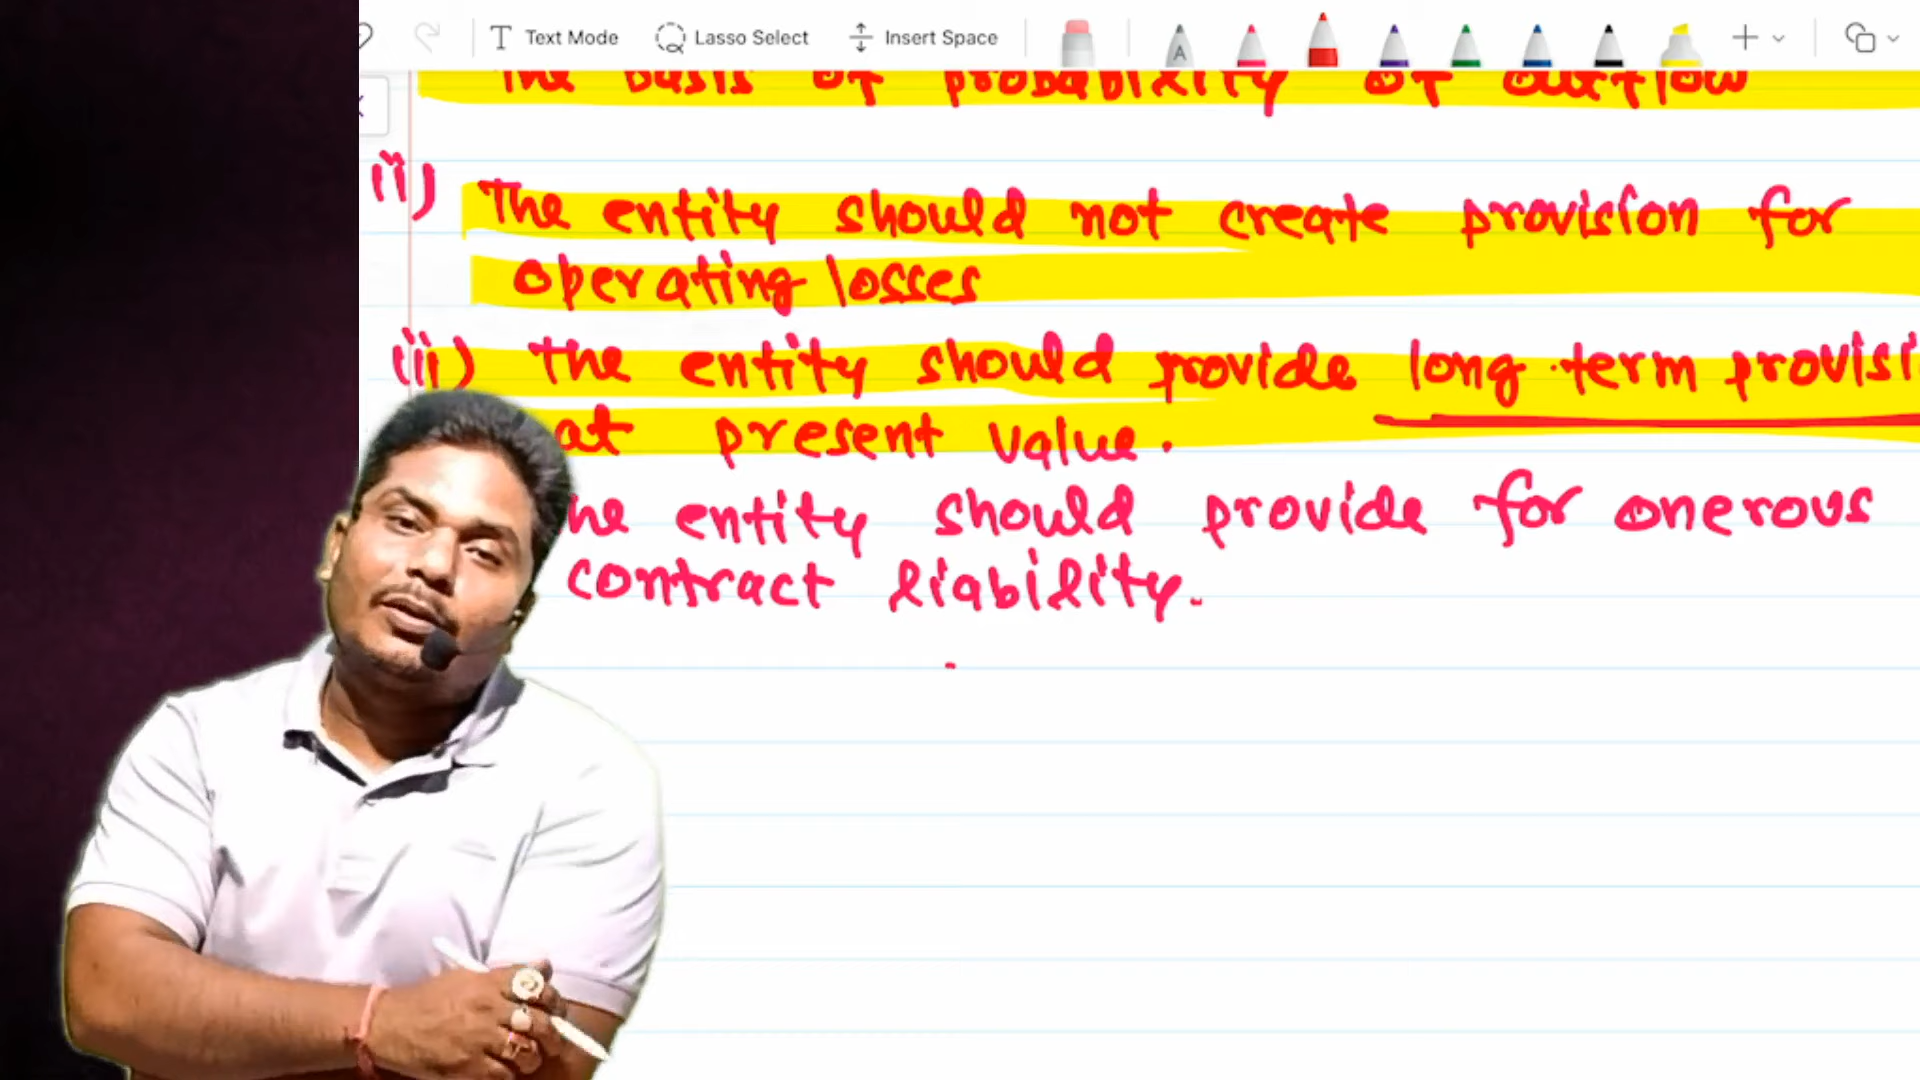 Text Mode Lasso Select Insert Space
A
the basis of probability of outflow
(ii) The entity should not create provision for
operating losses
(ii) the entity should provide long term provisi
at present value.
he entity should provide for onerous
contract liability.